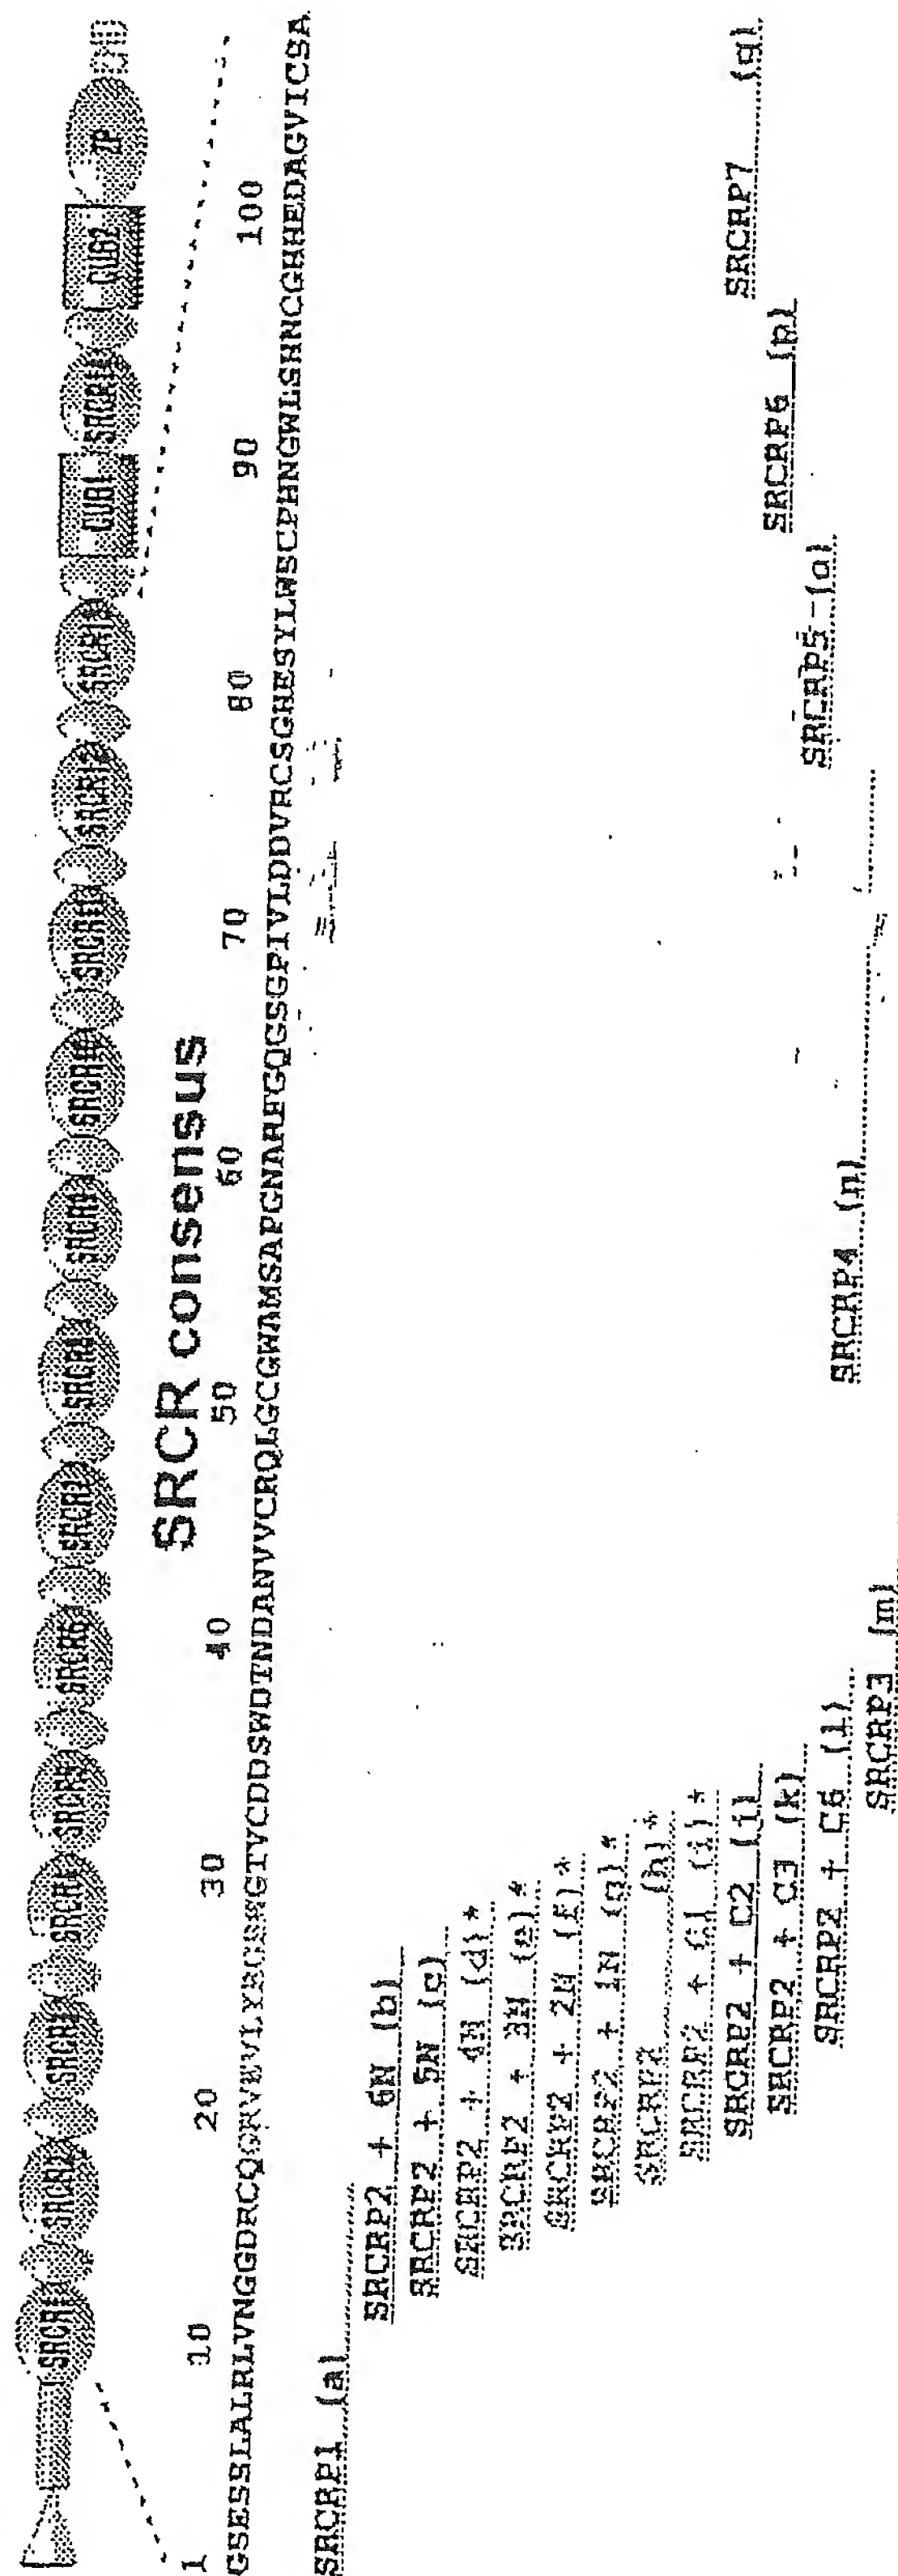 SRCR1 SRCR2 SRCR3 SRCR4 SRCR5 SRCR6 SRCR7 SRCR8 SRCR9 SRCR10 SRCR11 SRCR12 SRCR13 CUB1 SRCR14 CUB2 ZP
SRCR consensus
1 10 20 30 40 50 60 70 80 90 100
GSESSLALRLVNGGDRCQGRVEVLYRGSWGTVCDDSWDTNDANVVCRQLGCGWAMSAPGNARFGQGSGPIVLDDVRCSGHESYLWSCPHNGWLSHNCGHHEDAGVICSA
SRCRP1 (a)
SRCRP2 + 6N (b)
SRCRP2 + 5N (c)
SRCRP2 + 4N (d)*
SRCRP2 + 3N (e)*
SRCRP2 + 2N (f)*
SRCRP2 + 1N (g)*
SRCRP2 (h)*
SRCRP2 + C1 (i)*
SRCRP2 + C2 (j)
SRCRP2 + C3 (k)
SRCRP2 + C6 (l)
SRCRP3 (m)
SRCRP4 (n)
SRCRP5 (o)
SRCRP6 (p)
SRCRP7 (q)